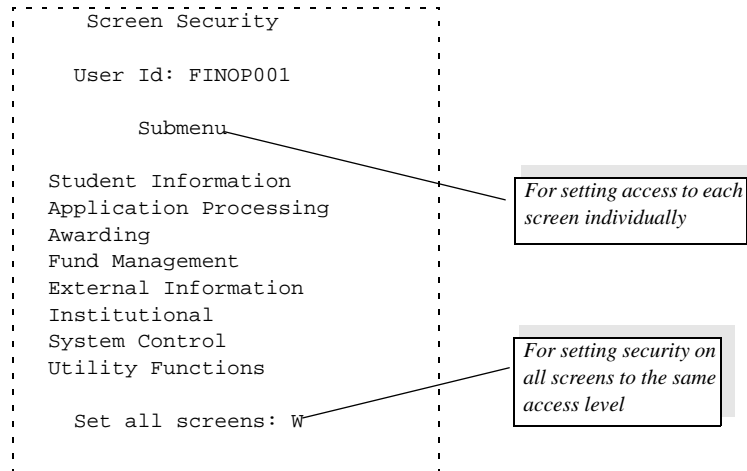 Screen Security
User Id: FINOP001
Submenu
Student Information
Application Processing
Awarding
Fund Management
External Information
Institutional
System Control
Utility Functions
Set all screens: W
For setting access to each
screen individually
For setting security on
all screens to the same
access level